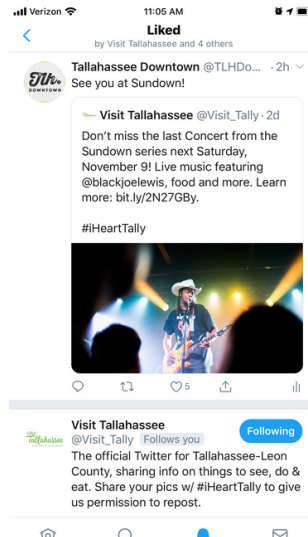 Verizon
11:05 AM
Liked
by Visit Tallahassee and 4 others
Tallahassee Downtown @TLHDo... · 2h
See you at Sundown!
Tlh.
DOWNTOWN
Visit Tallahassee @Visit_Tally · 2d
Don’t miss the last Concert from the
Sundown series next Saturday,
November 9! Live music featuring
@blackjoelewis, food and more. Learn
more: bit.ly/2N27GBy.
#iHeartTally
5
Visit Tallahassee
@Visit_Tally Follows you
Following
Tallahassee
The official Twitter for Tallahassee-Leon
County, sharing info on things to see, do &
eat. Share your pics w/ #iHeartTally to give
us permission to repost.